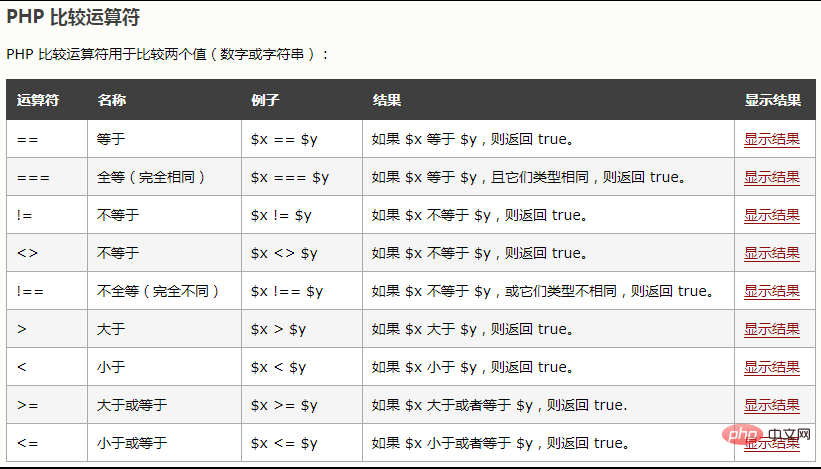 PHP 比较运算符
PHP 比较运算符用于比较两个值（数字或字符串）：
运算符 名称 例子 结果 显示结果
== 等于 $x == $y 如果 $x 等于 $y，则返回 true。 显示结果
=== 全等（完全相同） $x === $y 如果 $x 等于 $y，且它们类型相同，则返回 true。 显示结果
!= 不等于 $x != $y 如果 $x 不等于 $y，则返回 true。 显示结果
<> 不等于 $x <> $y 如果 $x 不等于 $y，则返回 true。 显示结果
!== 不全等（完全不同） $x !== $y 如果 $x 不等于 $y，或它们类型不相同，则返回 true。 显示结果
> 大于 $x > $y 如果 $x 大于 $y，则返回 true。 显示结果
< 小于 $x < $y 如果 $x 小于 $y，则返回 true。 显示结果
>= 大于或等于 $x >= $y 如果 $x 大于或者等于 $y，则返回 true. 显示结果
<= 小于或等于 $x <= $y 如果 $x 小于或者等于 $y，则返回 true。 显示结果
php 中文网